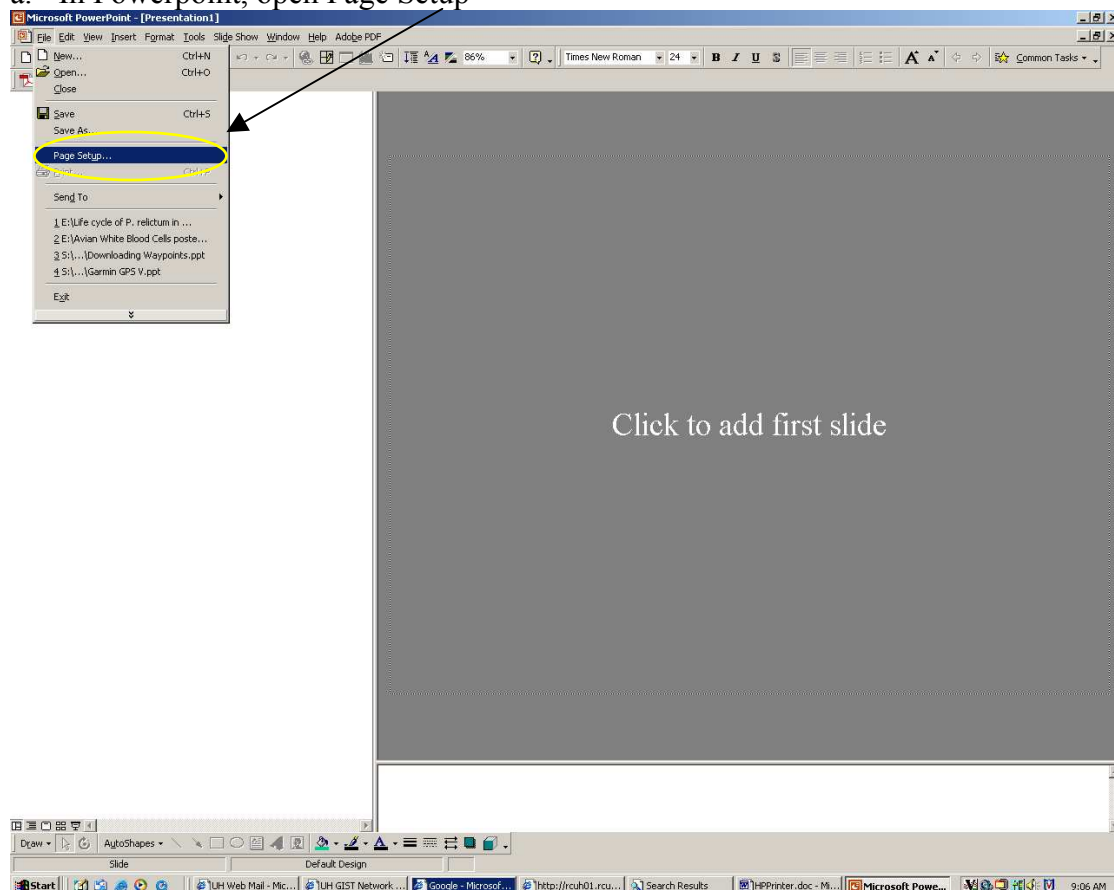 a. In Powerpoint, open Page Setup
Microsoft PowerPoint - [Presentation1]
File Edit View Insert Format Tools Slide Show Window Help Adobe PDF
86% Times New Roman 24 B I U S A A Common Tasks
New... Ctrl+N
Open... Ctrl+O
Close
Save Ctrl+S
Save As...
Page Setup...
Send To
1 E:\Life cycle of P. relictum in ...
2 E:\Avian White Blood Cells poste...
3 S:\...\Downloading Waypoints.ppt
4 S:\...\Garmin GPS V.ppt
Exit
Click to add first slide
Draw AutoShapes
Slide Default Design
Start UH Web Mail - Mic... UH GIST Network ... Google - Microsof... http://rcuh01.rcu... Search Results HPPrinter.doc - Mi... Microsoft Powe... 9:06 AM